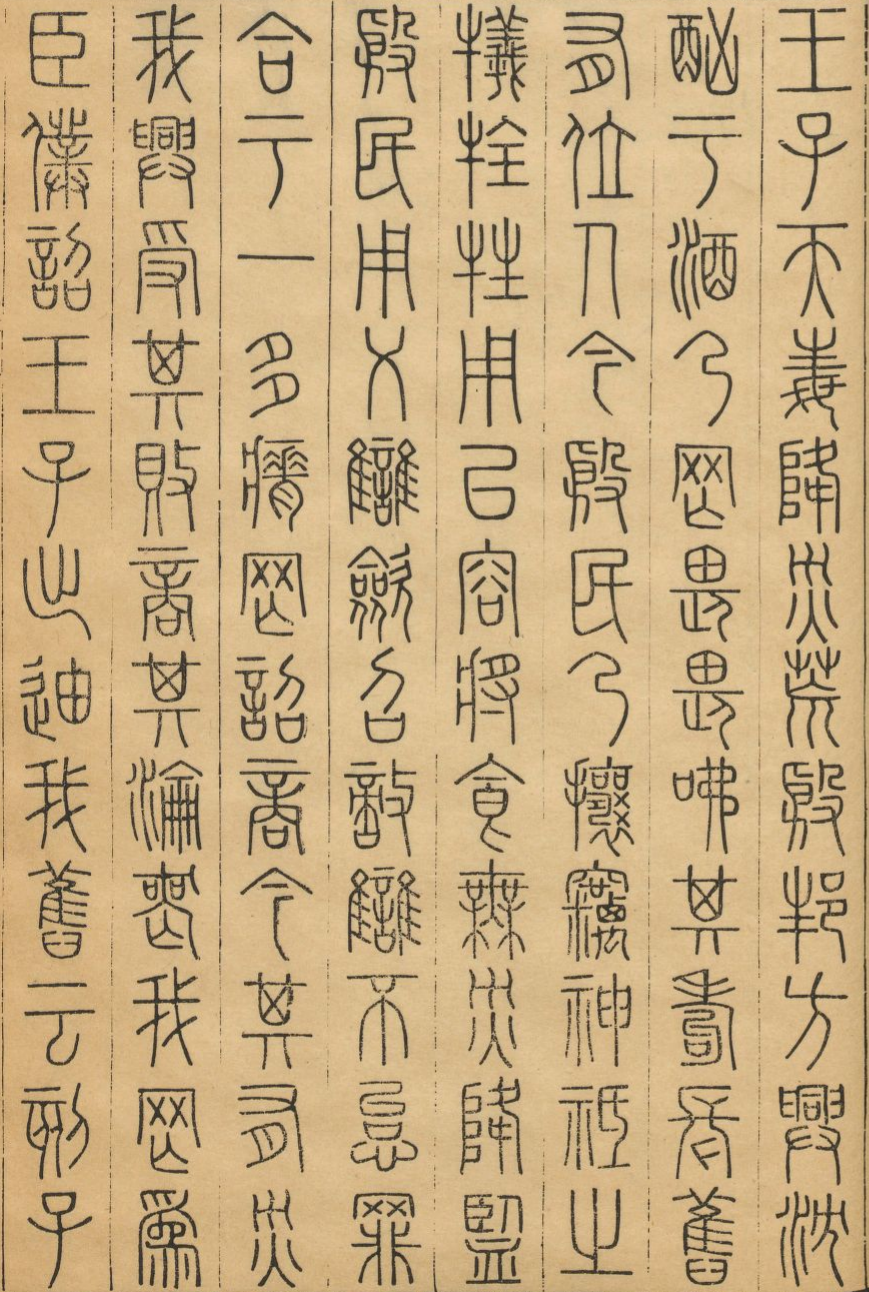 王子天毒降災荒殷邦方興沈
酗于酒乃罔畏畏咈其耇長舊
有位人今殷民乃攘竊神祇之
犧牷牲用以容將食無災降監
殷民用乂讎斂召敵讎不怠罪
合于一多瘠罔詔商今其有災
我興受其敗商其淪喪我罔爲
臣僕詔王子出迪我舊云刻子